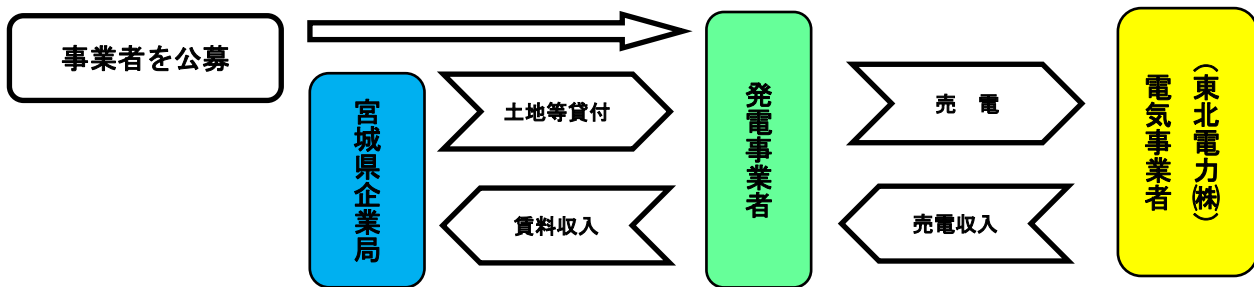 事業者を公募
宮城県企業局
土地等貸付
賃料収入
発電事業者
売　電
売電収入
（東北電力㈱）
電気事業者